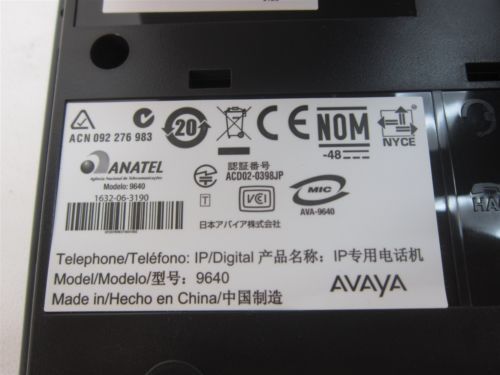 ACN 092 276 983
20
CE
NOM
-48
NYCE
ANATEL
Agência Nacional de Telecomunicações
Modelo: 9640
1632-06-3190
認証番号
ACD02-0398JP
VCCI
日本アバイア株式会社
MIC
AVA-9640
Telephone/Teléfono: IP/Digital 产品名称: IP专用电话机
Model/Modelo/型号: 9640
Made in/Hecho en China/中国制造
AVAYA